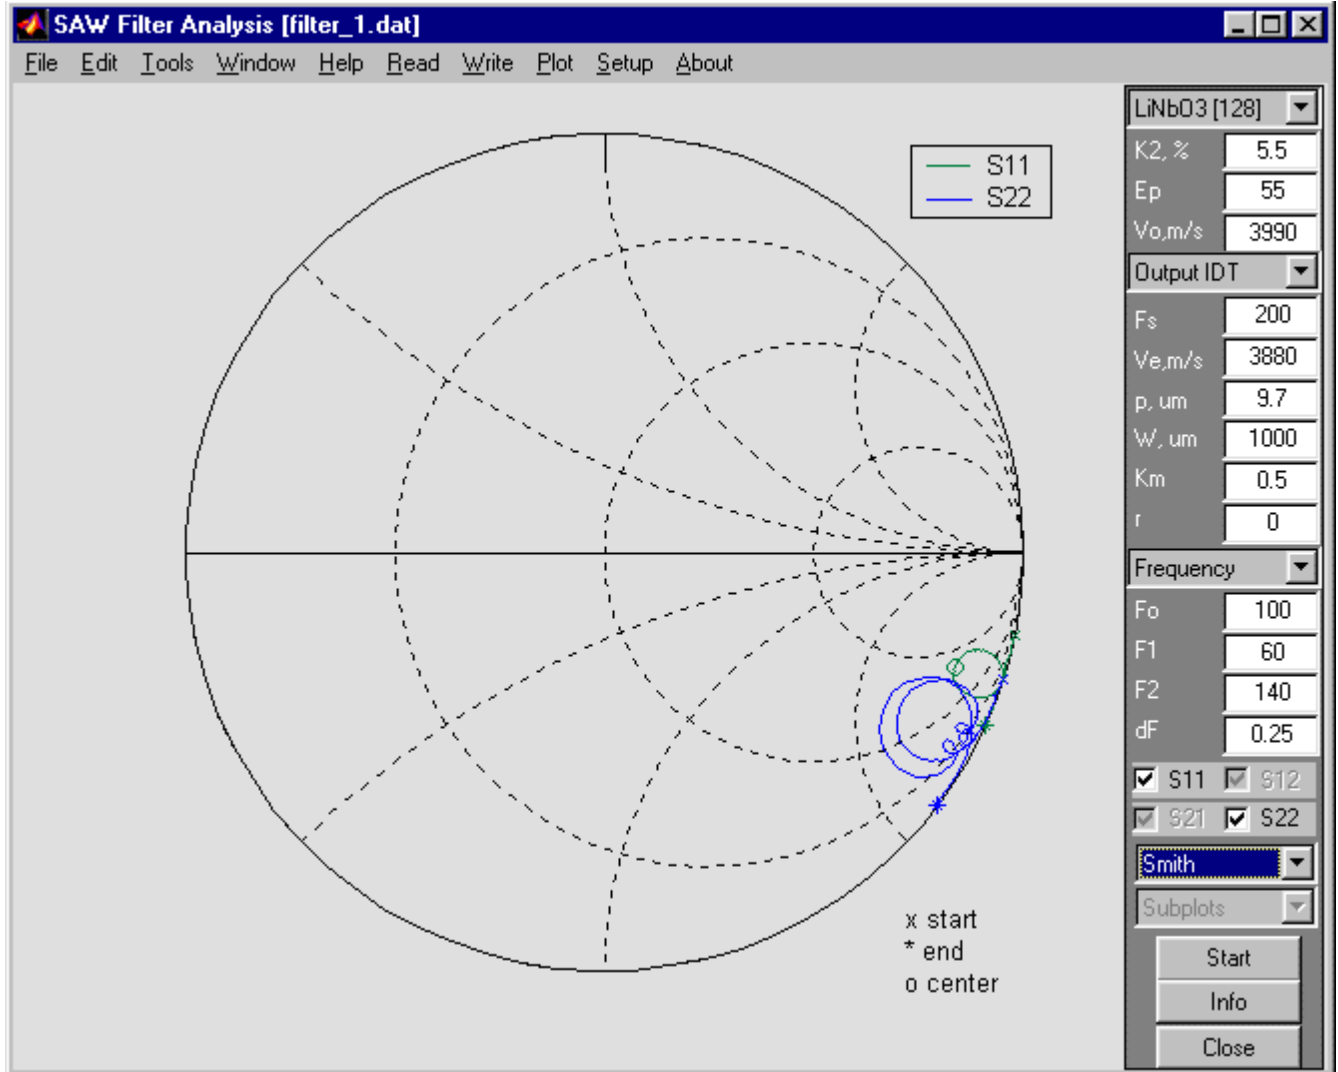 SAW Filter Analysis [filter_1.dat]
File Edit Tools Window Help Read Write Plot Setup About
S11
S22
x start
* end
o center
LiNbO3 [128]
K2, % 5.5
Ep 55
Vo,m/s 3990
Output IDT
Fs 200
Ve,m/s 3880
p, um 9.7
W, um 1000
Km 0.5
r 0
Frequency
Fo 100
F1 60
F2 140
dF 0.25
S11 S12
S21 S22
Smith
Subplots
Start
Info
Close